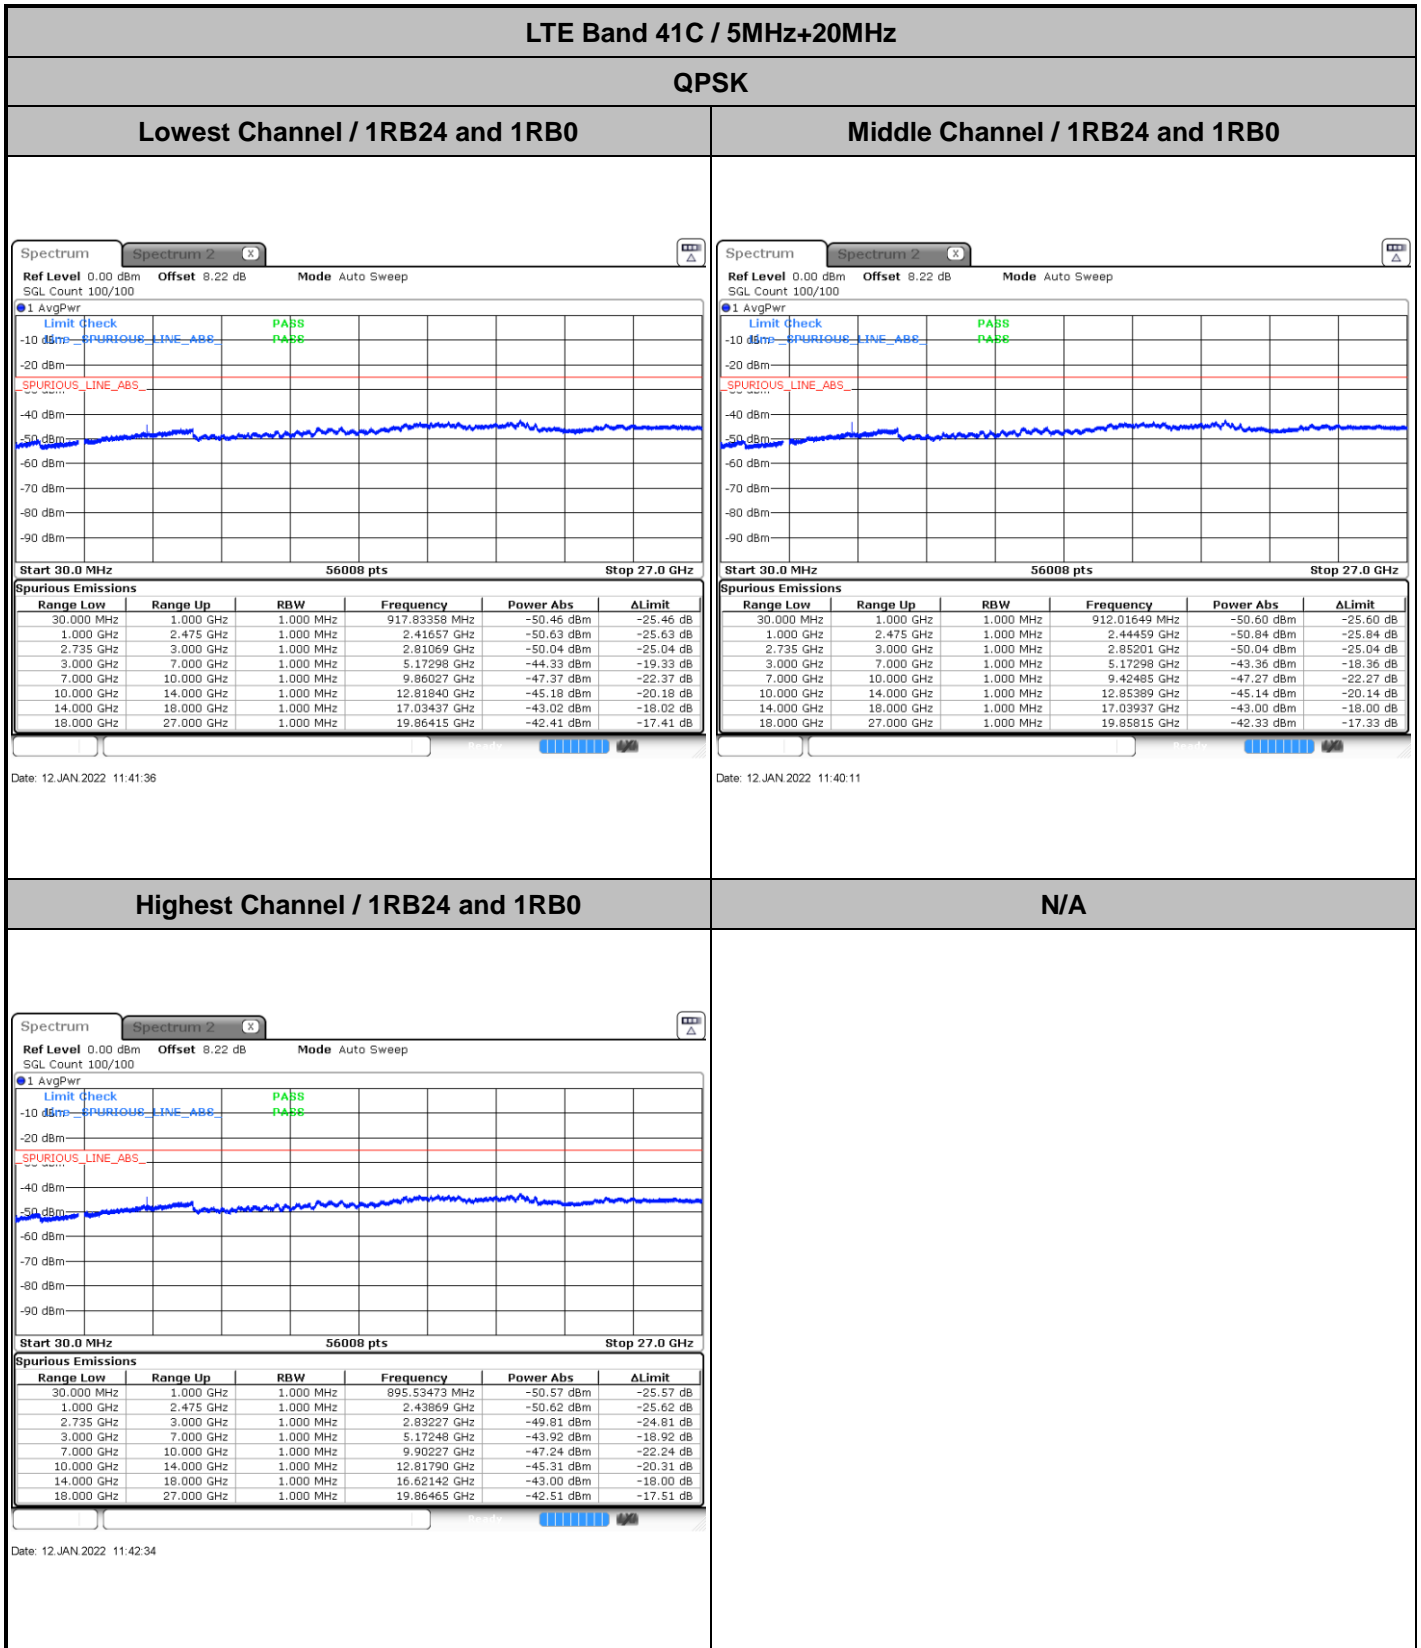 LTE Band 41C / 5MHz+20MHz
QPSK
Lowest Channel / 1RB24 and 1RB0
Middle Channel / 1RB24 and 1RB0
Spectrum Spectrum 2 X
Ref Level 0.00 dBm Offset 8.22 dB Mode Auto Sweep
SGL Count 100/100
1 AvgPwr
Limit Check PASS
Line _SPURIOUS_LINE_ABS_ PASS
-10 dBm
-20 dBm
_SPURIOUS_LINE_ABS_
-40 dBm
-50 dBm
-60 dBm
-70 dBm
-80 dBm
-90 dBm
Start 30.0 MHz 56008 pts Stop 27.0 GHz
Spurious Emissions
Range Low Range Up RBW Frequency Power Abs ΔLimit
30.000 MHz 1.000 GHz 1.000 MHz 917.83358 MHz -50.46 dBm -25.46 dB
1.000 GHz 2.475 GHz 1.000 MHz 2.41657 GHz -50.63 dBm -25.63 dB
2.735 GHz 3.000 GHz 1.000 MHz 2.81069 GHz -50.04 dBm -25.04 dB
3.000 GHz 7.000 GHz 1.000 MHz 5.17298 GHz -44.33 dBm -19.33 dB
7.000 GHz 10.000 GHz 1.000 MHz 9.86027 GHz -47.37 dBm -22.37 dB
10.000 GHz 14.000 GHz 1.000 MHz 12.81840 GHz -45.18 dBm -20.18 dB
14.000 GHz 18.000 GHz 1.000 MHz 17.03437 GHz -43.02 dBm -18.02 dB
18.000 GHz 27.000 GHz 1.000 MHz 19.86415 GHz -42.41 dBm -17.41 dB
Ready
Date: 12.JAN.2022 11:41:36
Spectrum Spectrum 2 X
Ref Level 0.00 dBm Offset 8.22 dB Mode Auto Sweep
SGL Count 100/100
1 AvgPwr
Limit Check PASS
Line _SPURIOUS_LINE_ABS_ PASS
-10 dBm
-20 dBm
_SPURIOUS_LINE_ABS_
-40 dBm
-50 dBm
-60 dBm
-70 dBm
-80 dBm
-90 dBm
Start 30.0 MHz 56008 pts Stop 27.0 GHz
Spurious Emissions
Range Low Range Up RBW Frequency Power Abs ΔLimit
30.000 MHz 1.000 GHz 1.000 MHz 912.01649 MHz -50.60 dBm -25.60 dB
1.000 GHz 2.475 GHz 1.000 MHz 2.44459 GHz -50.84 dBm -25.84 dB
2.735 GHz 3.000 GHz 1.000 MHz 2.85201 GHz -50.04 dBm -25.04 dB
3.000 GHz 7.000 GHz 1.000 MHz 5.17298 GHz -43.36 dBm -18.36 dB
7.000 GHz 10.000 GHz 1.000 MHz 9.42485 GHz -47.27 dBm -22.27 dB
10.000 GHz 14.000 GHz 1.000 MHz 12.85389 GHz -45.14 dBm -20.14 dB
14.000 GHz 18.000 GHz 1.000 MHz 17.03937 GHz -43.00 dBm -18.00 dB
18.000 GHz 27.000 GHz 1.000 MHz 19.85815 GHz -42.33 dBm -17.33 dB
Ready
Date: 12.JAN.2022 11:40:11
Highest Channel / 1RB24 and 1RB0
N/A
Spectrum Spectrum 2 X
Ref Level 0.00 dBm Offset 8.22 dB Mode Auto Sweep
SGL Count 100/100
1 AvgPwr
Limit Check PASS
Line _SPURIOUS_LINE_ABS_ PASS
-10 dBm
-20 dBm
_SPURIOUS_LINE_ABS_
-40 dBm
-50 dBm
-60 dBm
-70 dBm
-80 dBm
-90 dBm
Start 30.0 MHz 56008 pts Stop 27.0 GHz
Spurious Emissions
Range Low Range Up RBW Frequency Power Abs ΔLimit
30.000 MHz 1.000 GHz 1.000 MHz 895.53473 MHz -50.57 dBm -25.57 dB
1.000 GHz 2.475 GHz 1.000 MHz 2.43869 GHz -50.62 dBm -25.62 dB
2.735 GHz 3.000 GHz 1.000 MHz 2.83227 GHz -49.81 dBm -24.81 dB
3.000 GHz 7.000 GHz 1.000 MHz 5.17248 GHz -43.92 dBm -18.92 dB
7.000 GHz 10.000 GHz 1.000 MHz 9.90227 GHz -47.24 dBm -22.24 dB
10.000 GHz 14.000 GHz 1.000 MHz 12.81790 GHz -45.31 dBm -20.31 dB
14.000 GHz 18.000 GHz 1.000 MHz 16.62142 GHz -43.00 dBm -18.00 dB
18.000 GHz 27.000 GHz 1.000 MHz 19.86465 GHz -42.51 dBm -17.51 dB
Ready
Date: 12.JAN.2022 11:42:34